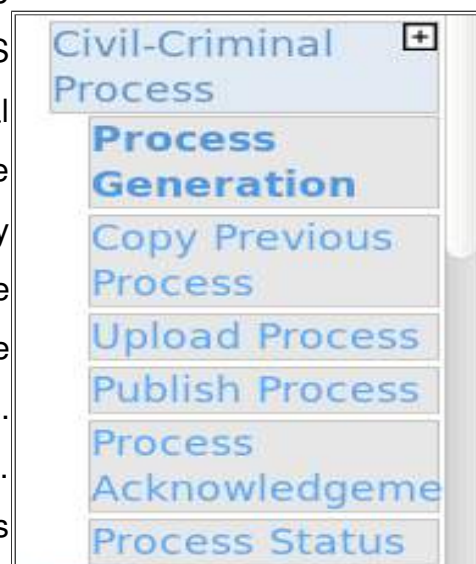 Civil-Criminal
Process
Process
Generation
Copy Previous
Process
Upload Process
Publish Process
Process
Acknowledgeme
Process Status